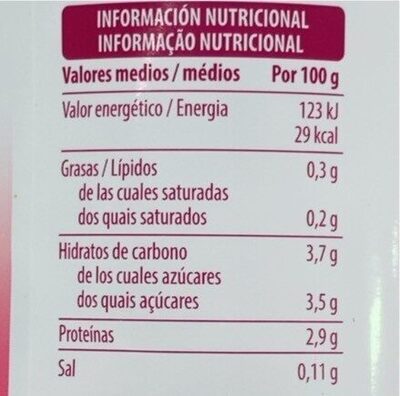 INFORMACIÓN NUTRICIONAL
INFORMAÇÃO NUTRICIONAL
Valores medios / médios Por 100 g
Valor energético / Energia 123 kJ
29 kcal
Grasas / Lípidos 0,3 g
de las cuales saturadas
dos quais saturados 0,2 g
Hidratos de carbono 3,7 g
de los cuales azúcares
dos quais açúcares 3,5 g
Proteínas 2,9 g
Sal 0,11 g